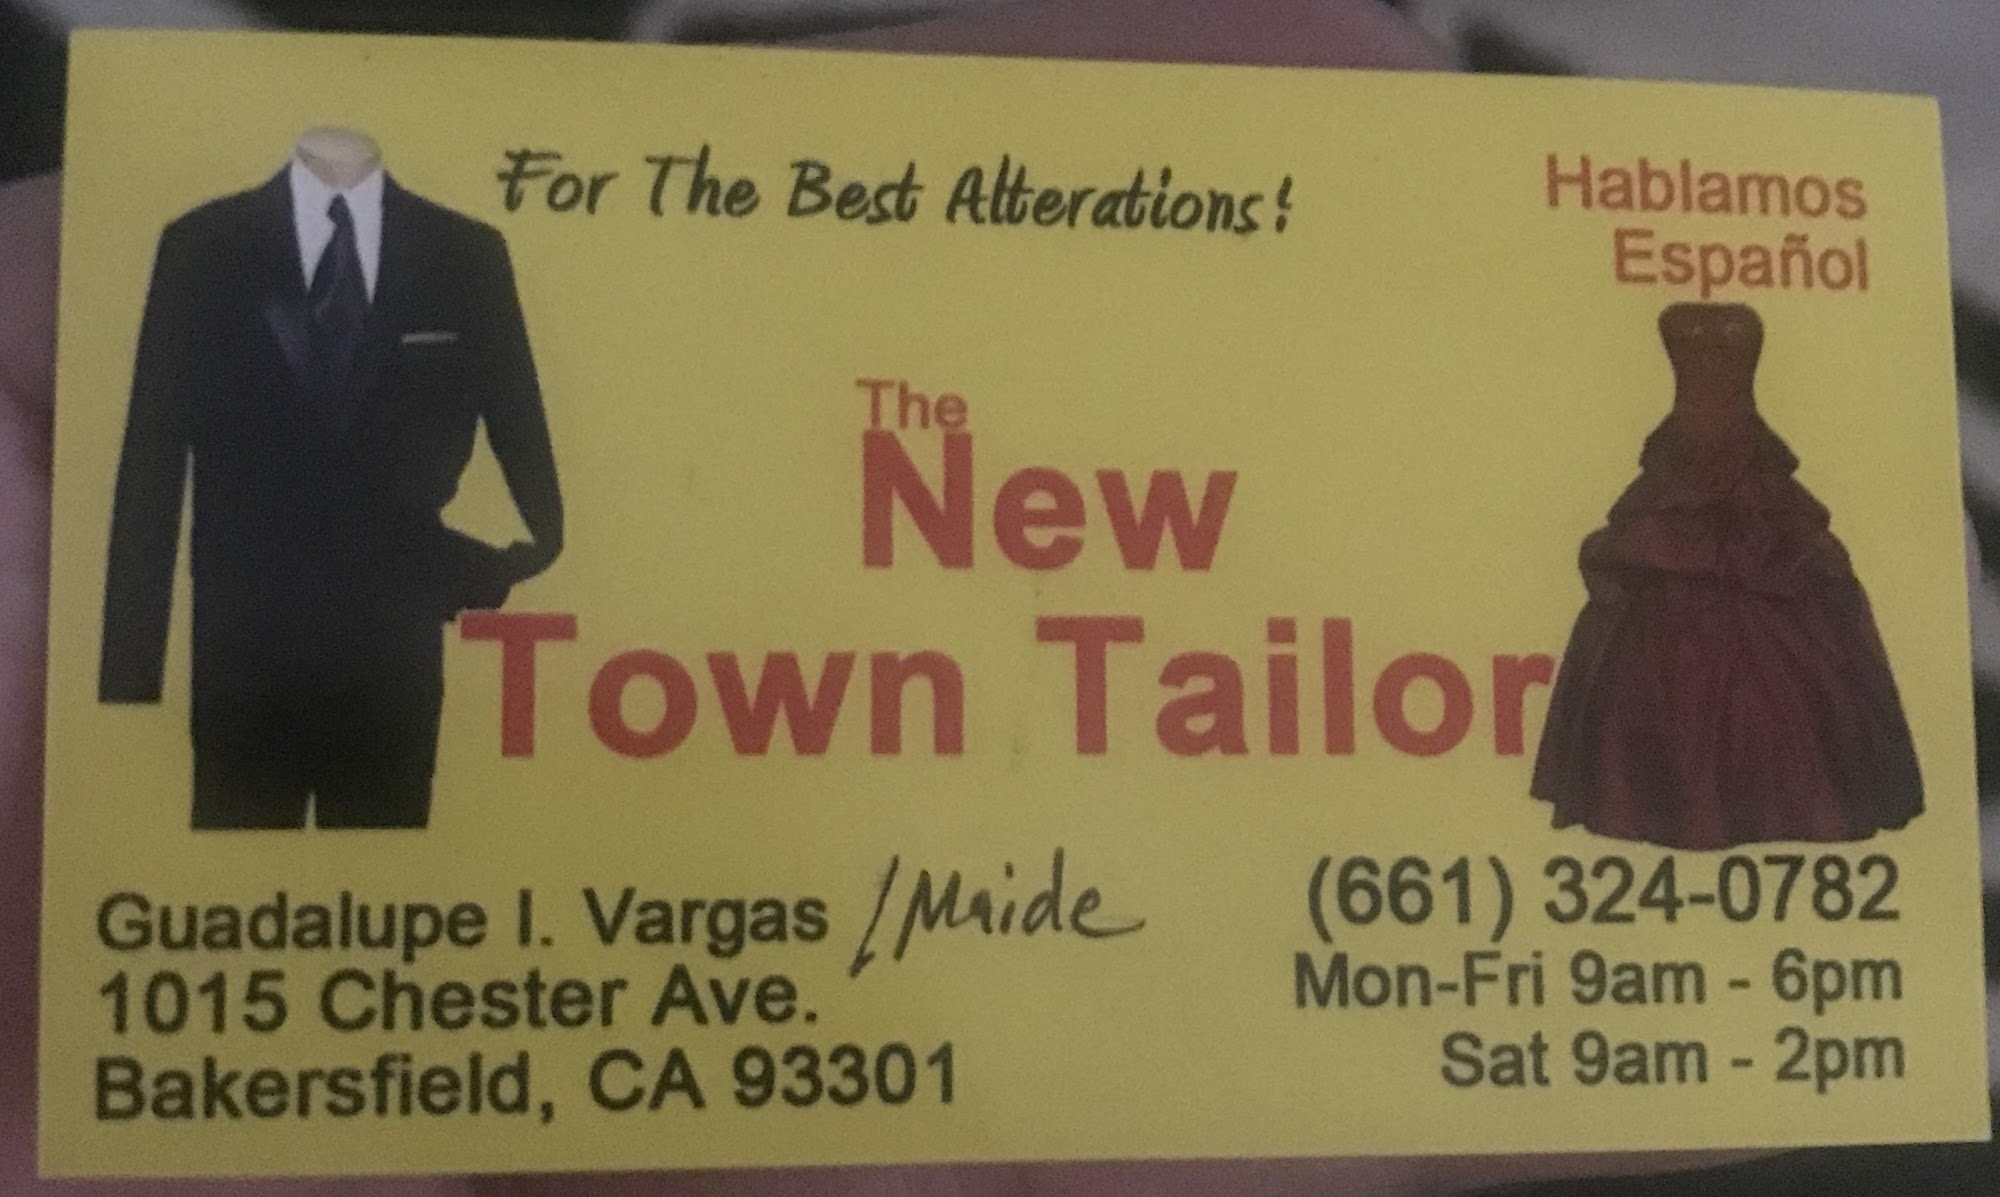 For The Best Alterations!
Hablamos
Español
The
New
Town Tailor
Guadalupe I. Vargas /Maide
1015 Chester Ave.
Bakersfield, CA 93301
(661) 324-0782
Mon-Fri 9am - 6pm
Sat 9am - 2pm